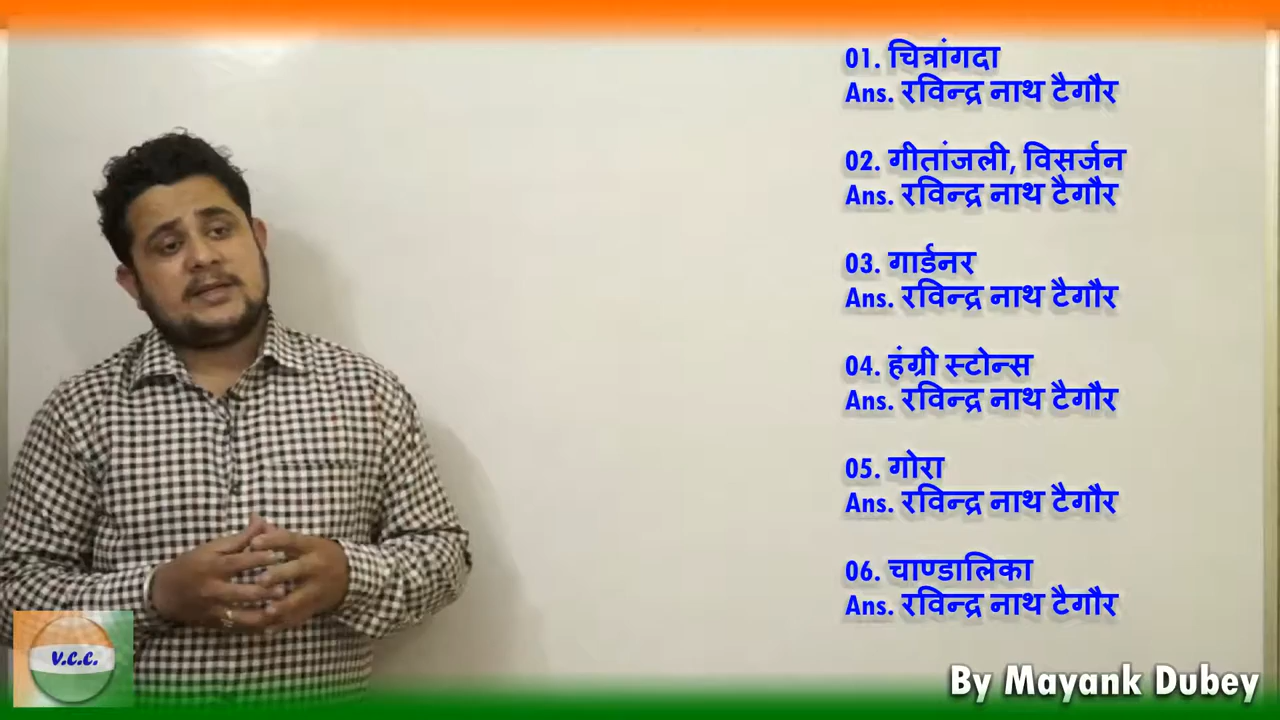 01. चित्रांगदा
Ans. रविन्द्र नाथ टैगौर
02. गीतांजली, विसर्जन
Ans. रविन्द्र नाथ टैगौर
03. गार्डनर
Ans. रविन्द्र नाथ टैगौर
04. हंग्री स्टोन्स
Ans. रविन्द्र नाथ टैगौर
05. गोरा
Ans. रविन्द्र नाथ टैगौर
06. चाण्डालिका
Ans. रविन्द्र नाथ टैगौर
V.C.C.
By Mayank Dubey